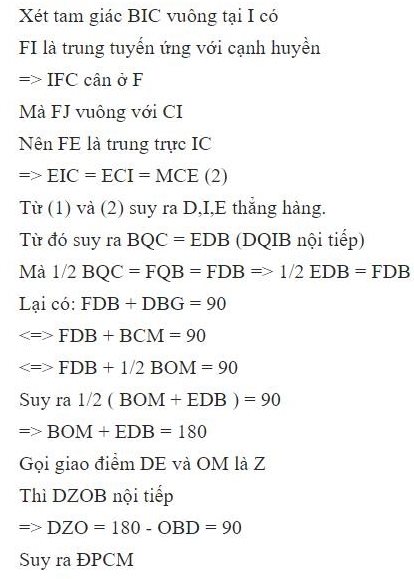 Xét tam giác BIC vuông tại I có
FI là trung tuyến ứng với cạnh huyền
=> IFC cân ở F
Mà FJ vuông với CI
Nên FE là trung trực IC
=> EIC = ECI = MCE (2)
Từ (1) và (2) suy ra D,I,E thẳng hàng.
Từ đó suy ra BQC = EDB (DQIB nội tiếp)
Mà 1/2 BQC = FQB = FDB => 1/2 EDB = FDB
Lại có: FDB + DBG = 90
<=> FDB + BCM = 90
<=> FDB + 1/2 BOM = 90
Suy ra 1/2 ( BOM + EDB ) = 90
=> BOM + EDB = 180
Gọi giao điểm DE và OM là Z
Thì DZOB nội tiếp
=> DZO = 180 - OBD = 90
Suy ra ĐPCM